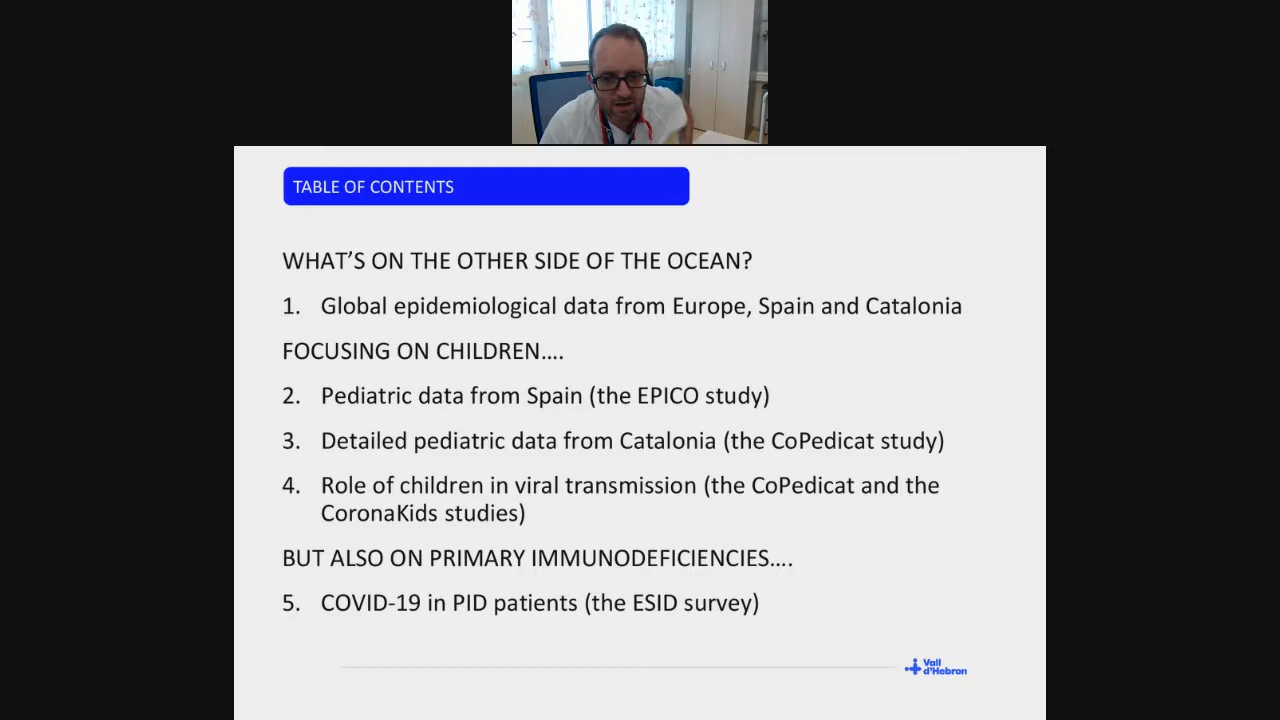 TABLE OF CONTENTS
WHAT'S ON THE OTHER SIDE OF THE OCEAN?
1. Global epidemiological data from Europe, Spain and Catalonia
FOCUSING ON CHILDREN....
2. Pediatric data from Spain (the EPICO study)
3. Detailed pediatric data from Catalonia (the CoPedicat study)
4. Role of children in viral transmission (the CoPedicat and the
CoronaKids studies)
BUT ALSO ON PRIMARY IMMUNODEFICIENCIES....
5. COVID-19 in PID patients (the ESID survey)
Vall
d'Hebron